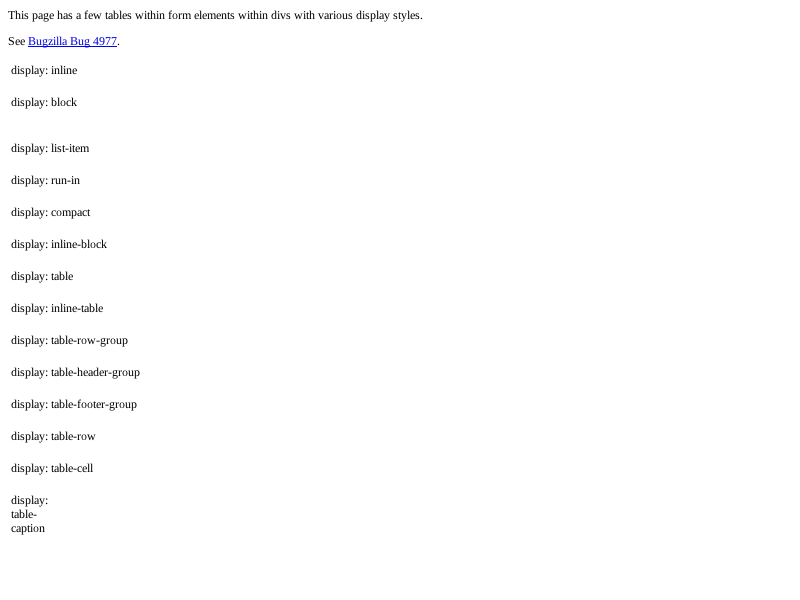 This page has a few tables within form elements within divs with various display styles.
See Bugzilla Bug 4977.
display: inline
display: block
display: list-item
display: run-in
display: compact
display: inline-block
display: table
display: inline-table
display: table-row-group
display: table-header-group
display: table-footer-group
display: table-row
display: table-cell
display:
table-
caption